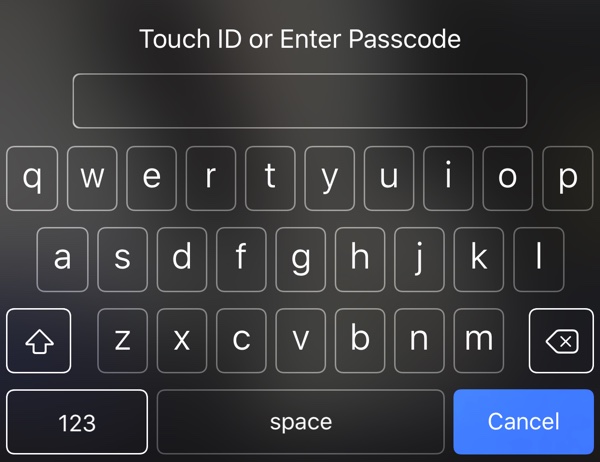 Touch ID or Enter Passcode
q w e r t y u i o p
a s d f g h j k l
z x c v b n m
123 space Cancel